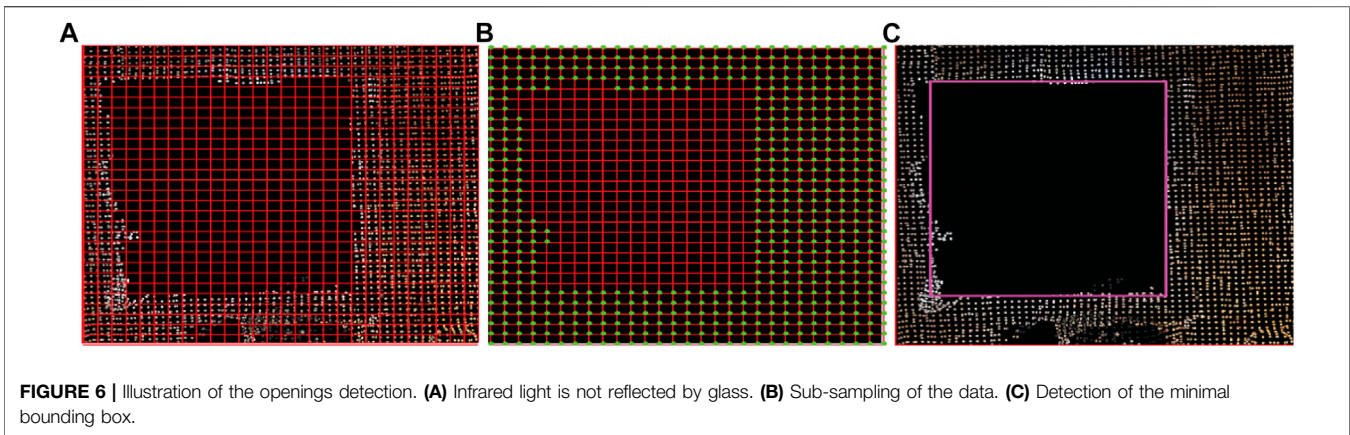 A B C
FIGURE 6 | Illustration of the openings detection. (A) Infrared light is not reflected by glass. (B) Sub-sampling of the data. (C) Detection of the minimal
bounding box.